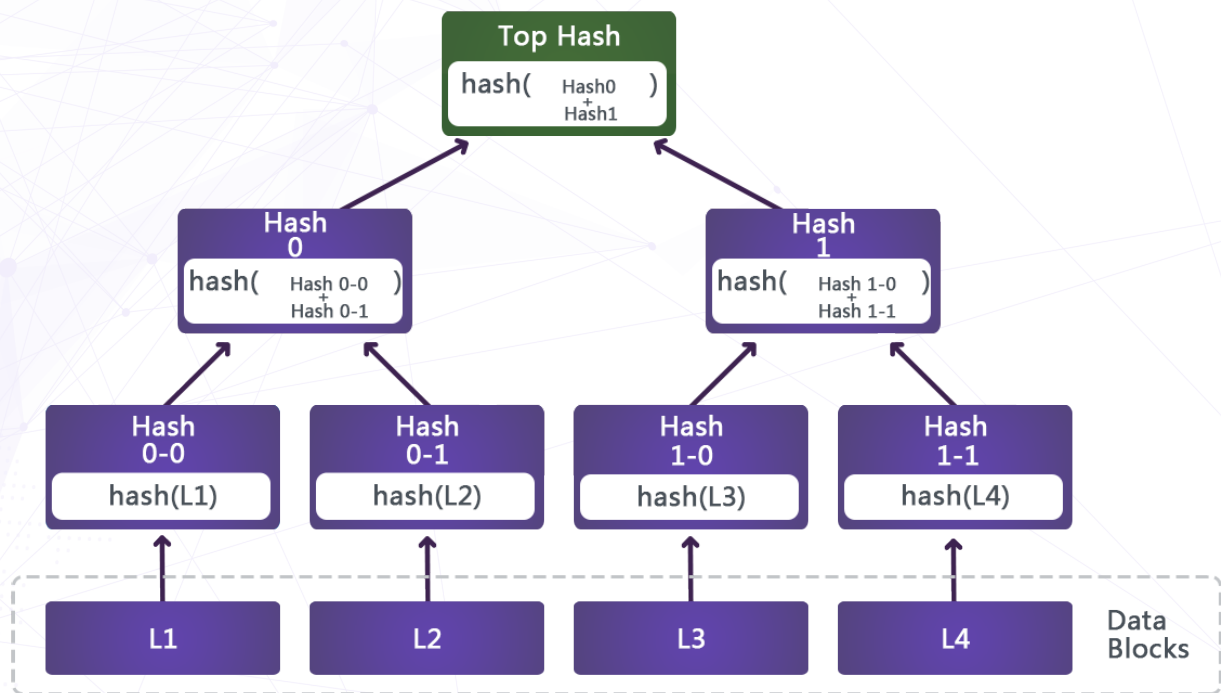 Top Hash
hash( Hash0 )
+
Hash1
Hash
0
hash( Hash 0-0 )
+
Hash 0-1
Hash
1
hash( Hash 1-0 )
+
Hash 1-1
Hash
0-0
hash(L1)
Hash
0-1
hash(L2)
Hash
1-0
hash(L3)
Hash
1-1
hash(L4)
L1
L2
L3
L4
Data
Blocks